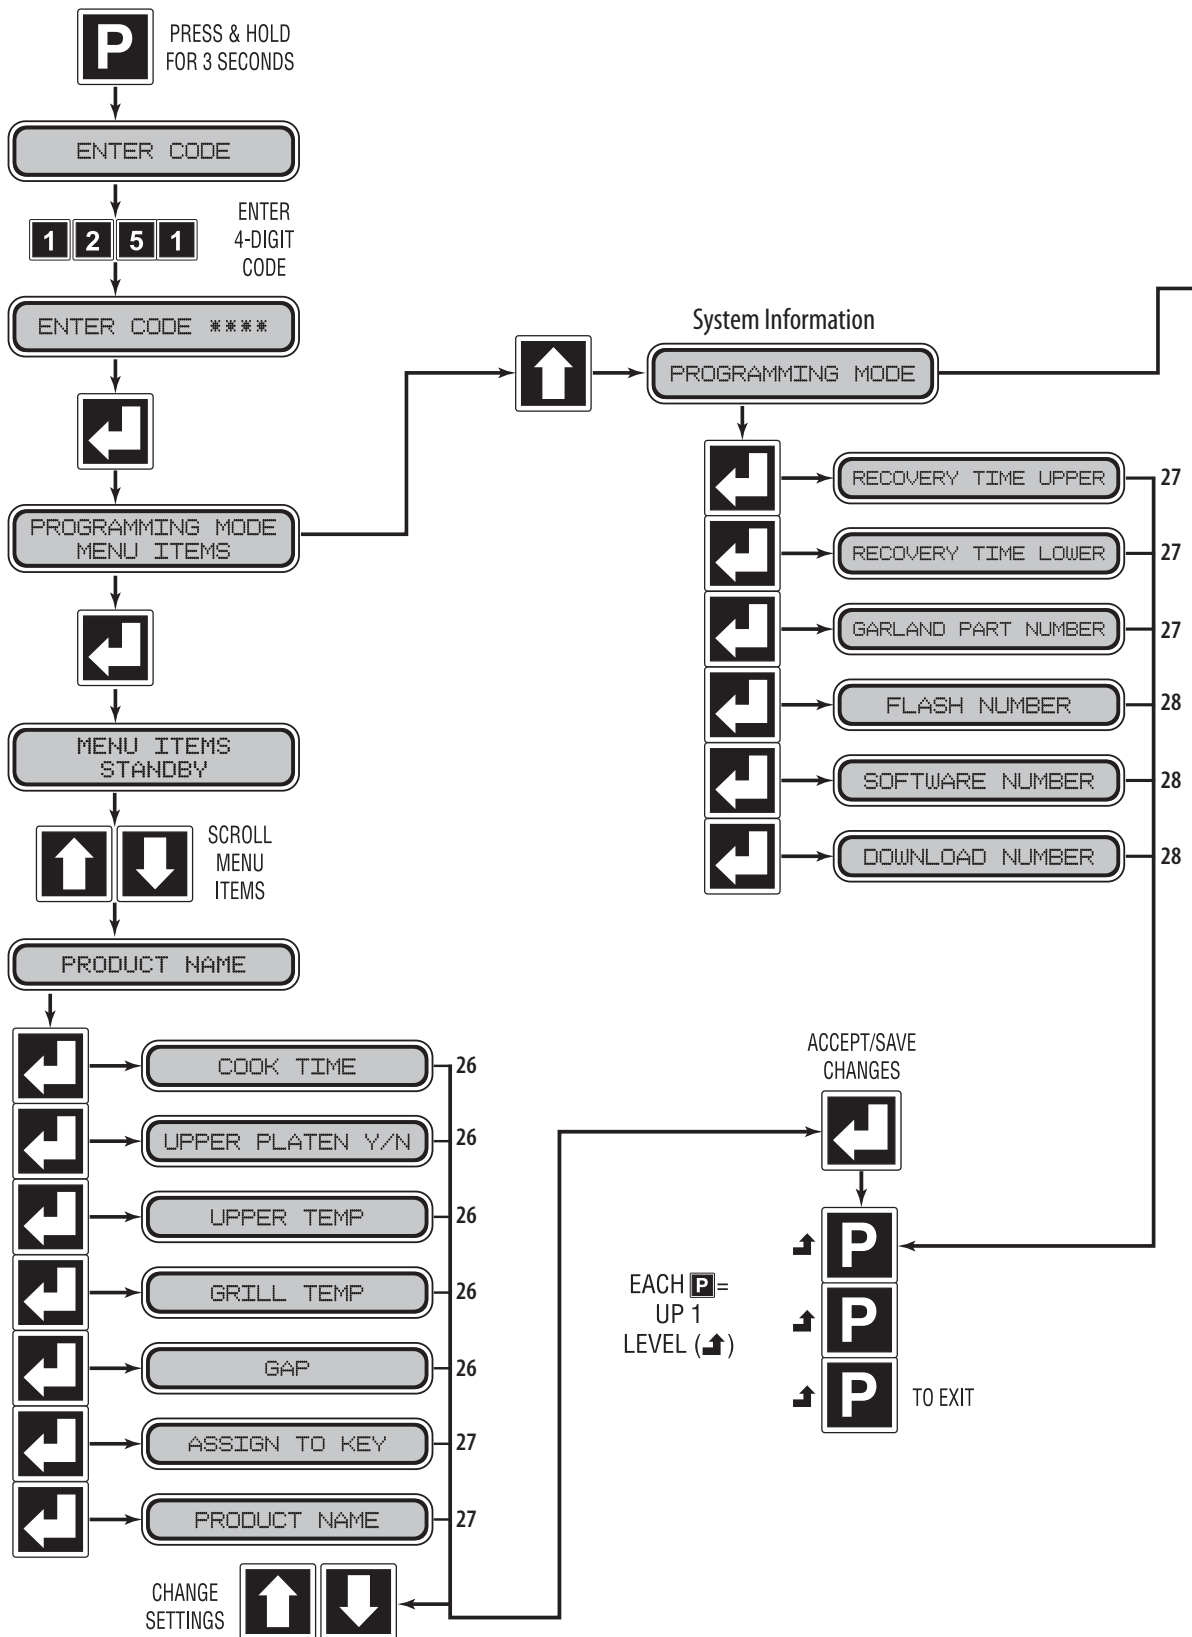 P
PRESS & HOLD
FOR 3 SECONDS
ENTER CODE
1 2 5 1
ENTER
4-DIGIT
CODE
ENTER CODE ****
PROGRAMMING MODE
MENU ITEMS
MENU ITEMS
STANDBY
SCROLL
MENU
ITEMS
PRODUCT NAME
COOK TIME 26
UPPER PLATEN Y/N 26
UPPER TEMP 26
GRILL TEMP 26
GAP 26
ASSIGN TO KEY 27
PRODUCT NAME 27
CHANGE
SETTINGS
System Information
PROGRAMMING MODE
RECOVERY TIME UPPER 27
RECOVERY TIME LOWER 27
GARLAND PART NUMBER 27
FLASH NUMBER 28
SOFTWARE NUMBER 28
DOWNLOAD NUMBER 28
ACCEPT/SAVE
CHANGES
P
P
P TO EXIT
EACH P =
UP 1
LEVEL ( )